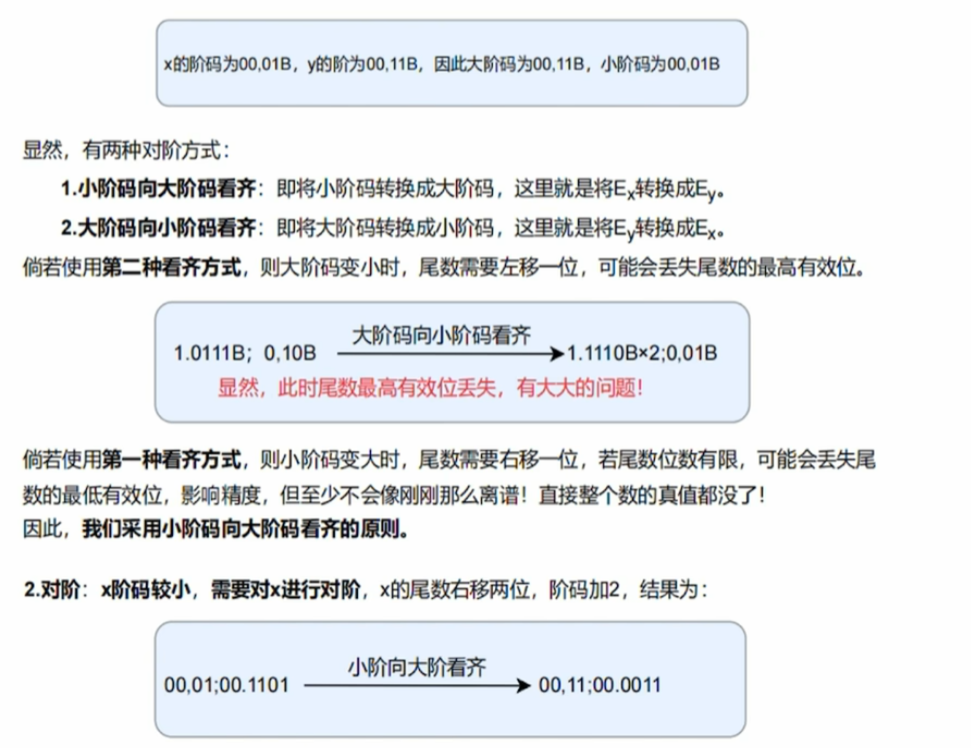 x的阶码为00,01B，y的阶为00,11B，因此大阶码为00,11B，小阶码为00,01B
显然，有两种对阶方式：
1.小阶码向大阶码看齐：即将小阶码转换成大阶码，这里就是将Ex转换成Ey。
2.大阶码向小阶码看齐：即将大阶码转换成小阶码，这里就是将Ey转换成Ex。
倘若使用第二种看齐方式，则大阶码变小时，尾数需要左移一位，可能会丢失尾数的最高有效位。
大阶码向小阶码看齐
1.0111B；0,10B 1.1110B×2;0,01B
显然，此时尾数最高有效位丢失，有大大的问题！
倘若使用第一种看齐方式，则小阶码变大时，尾数需要右移一位，若尾数位数有限，可能会丢失尾
数的最低有效位，影响精度，但至少不会像刚刚那么离谱！直接整个数的真值都没了！
因此，我们采用小阶码向大阶码看齐的原则。
2.对阶：x阶码较小，需要对x进行对阶，x的尾数右移两位，阶码加2，结果为：
小阶向大阶看齐
00,01;00.1101 00,11;00.0011